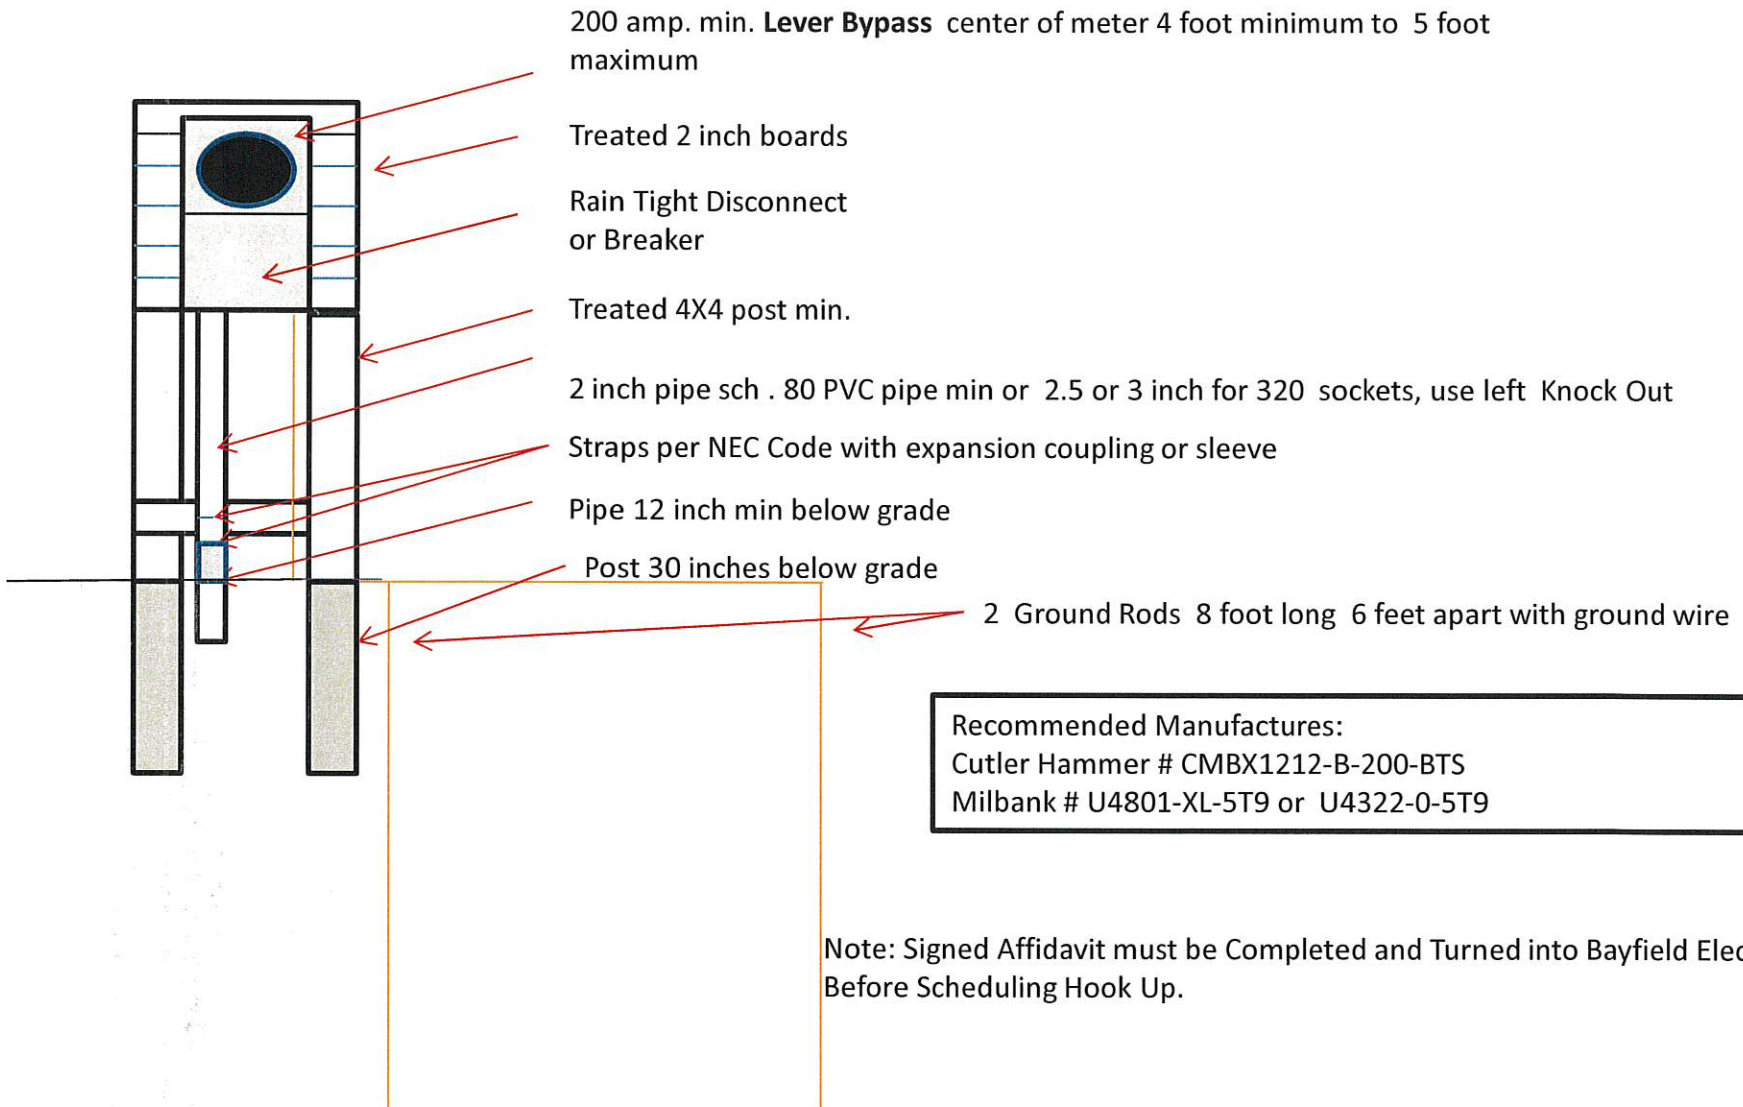 200 amp. min. Lever Bypass center of meter 4 foot minimum to 5 foot
maximum
Treated 2 inch boards
Rain Tight Disconnect
or Breaker
Treated 4X4 post min.
2 inch pipe sch . 80 PVC pipe min or 2.5 or 3 inch for 320 sockets, use left Knock Out
Straps per NEC Code with expansion coupling or sleeve
Pipe 12 inch min below grade
Post 30 inches below grade
2 Ground Rods 8 foot long 6 feet apart with ground wire
Recommended Manufactures:
Cutler Hammer # CMBX1212-B-200-BTS
Milbank # U4801-XL-5T9 or U4322-0-5T9
Note: Signed Affidavit must be Completed and Turned into Bayfield
Before Scheduling Hook Up.